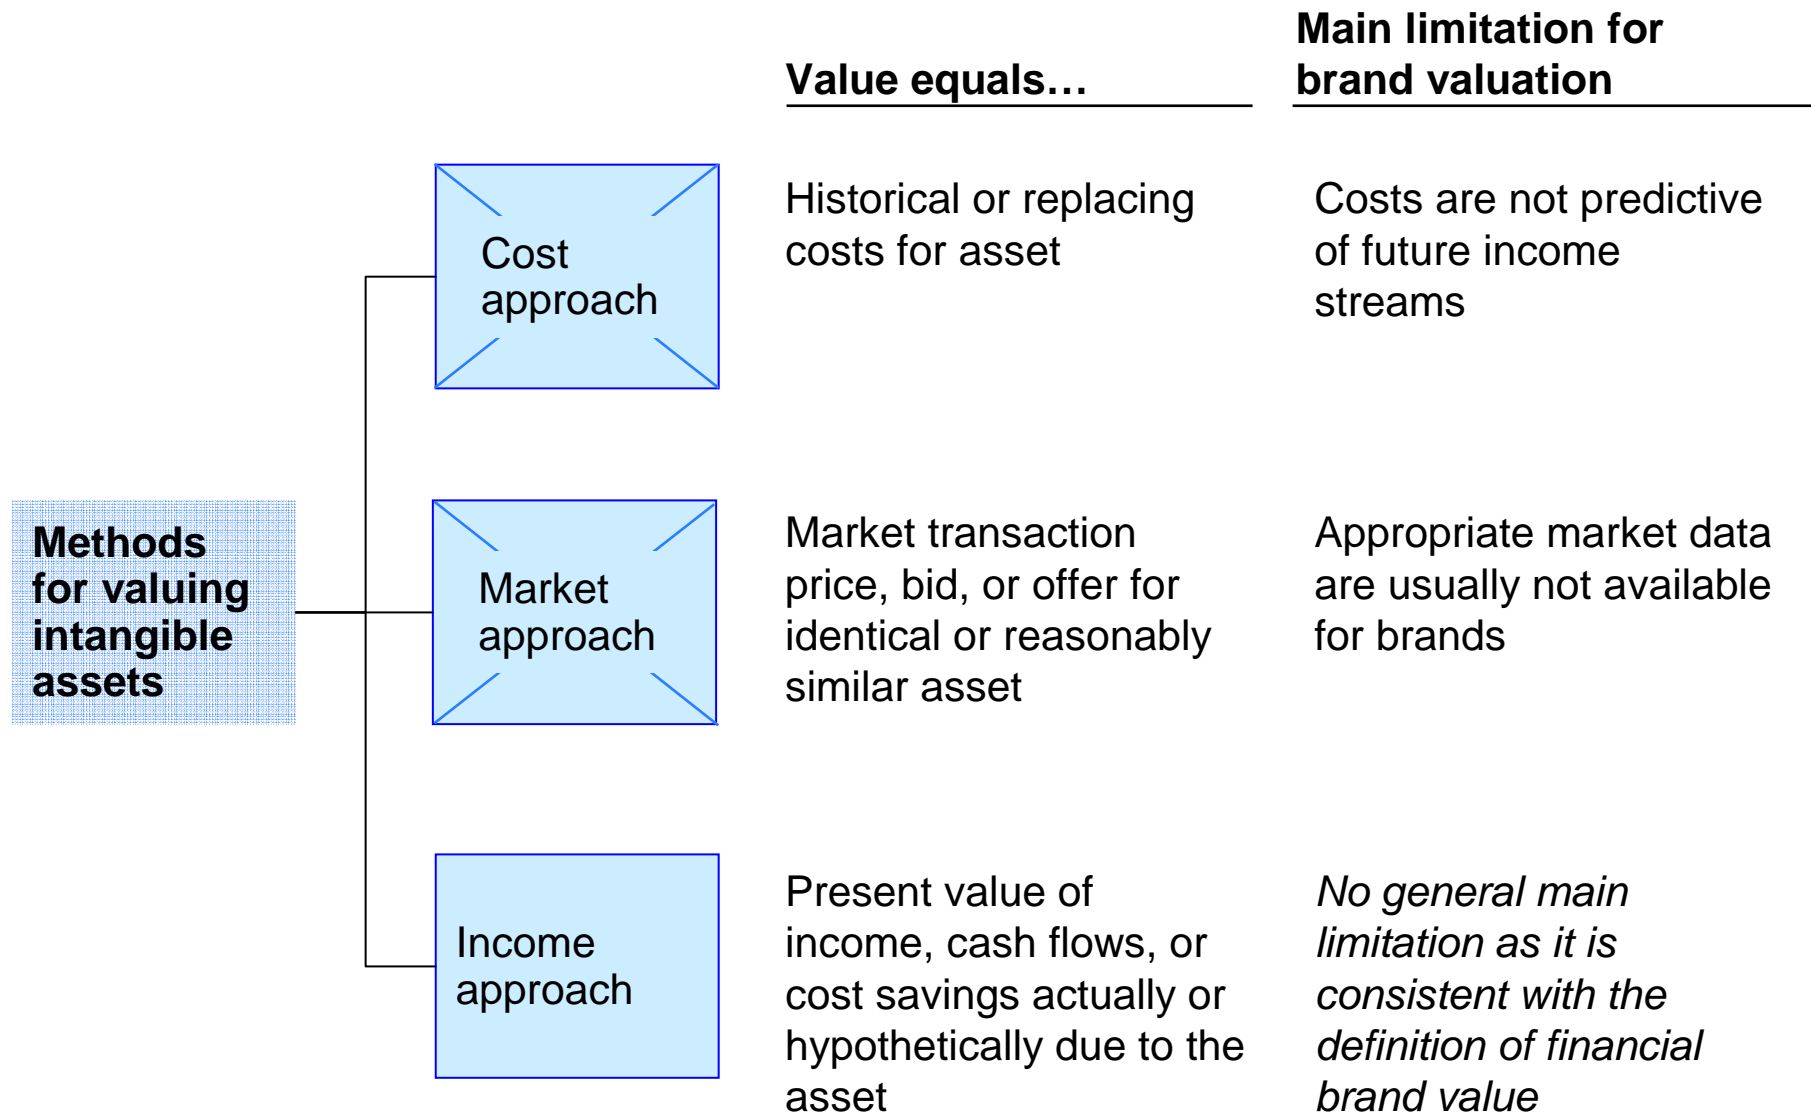 Value equals…
Main limitation for
brand valuation
Cost
approach
Historical or replacing
costs for asset
Costs are not predictive
of future income
streams
Methods
for valuing
intangible
assets
Market
approach
Market transaction
price, bid, or offer for
identical or reasonably
similar asset
Appropriate market data
are usually not available
for brands
Income
approach
Present value of
income, cash flows, or
cost savings actually or
hypothetically due to the
asset
No general main
limitation as it is
consistent with the
definition of financial
brand value